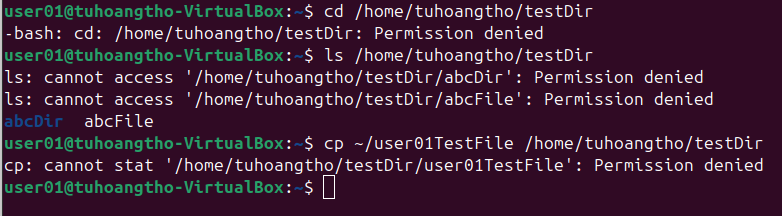 user01@tuhoangtho-VirtualBox:~$ cd /home/tuhoangtho/testDir
-bash: cd: /home/tuhoangtho/testDir: Permission denied
user01@tuhoangtho-VirtualBox:~$ ls /home/tuhoangtho/testDir
ls: cannot access '/home/tuhoangtho/testDir/abcDir': Permission denied
ls: cannot access '/home/tuhoangtho/testDir/abcFile': Permission denied
abcDir  abcFile
user01@tuhoangtho-VirtualBox:~$ cp ~/user01TestFile /home/tuhoangtho/testDir
cp: cannot stat '/home/tuhoangtho/testDir/user01TestFile': Permission denied
user01@tuhoangtho-VirtualBox:~$